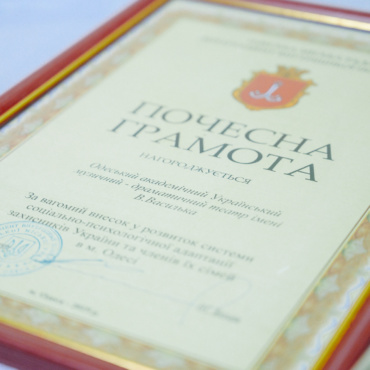 ПОЧЕСНА
ГРАМОТА
НАГОРОДЖУЄТЬСЯ
Одеський академічний Український
музичний - драматичний театр імені
В.Василька
За вагомий внесок у розвиток системи
соціально-психологічної адаптації
захисників України та членів їх сімей
в м. Одесі